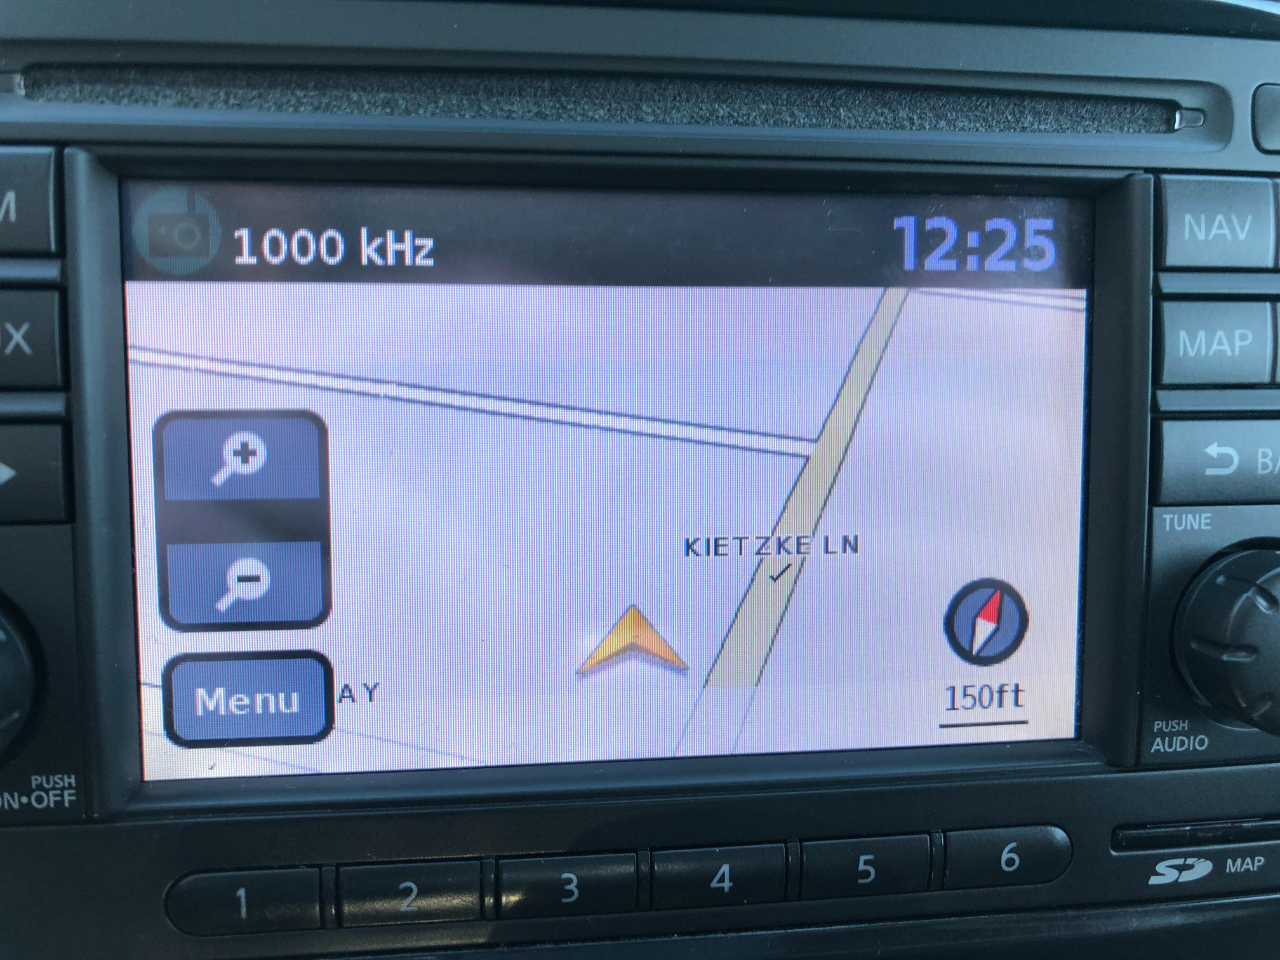 1000 kHz
12:25
NAV
MAP
TUNE
KIETZKE LN
150ft
Menu
AY
PUSH
AUDIO
PUSH
ON•OFF
1 2 3 4 5 6
SD MAP